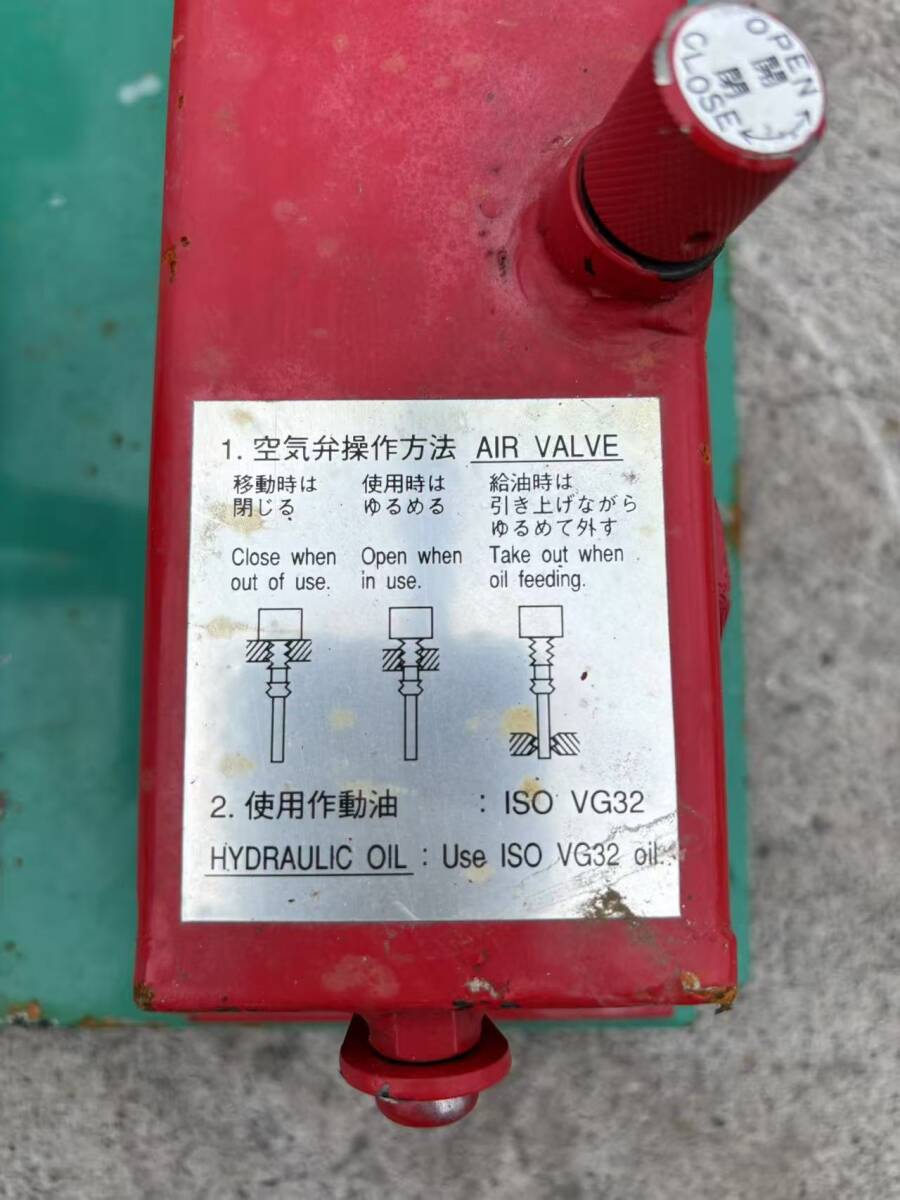 OPEN
開
閉
CLOSE
1. 空気弁操作方法 AIR VALVE
移動時は
閉じる
Close when
out of use.
使用時は
ゆるめる
Open when
in use.
給油時は
引き上げながら
ゆるめて外す
Take out when
oil feeding.
2. 使用作動油 : ISO VG32
HYDRAULIC OIL : Use ISO VG32 oil.